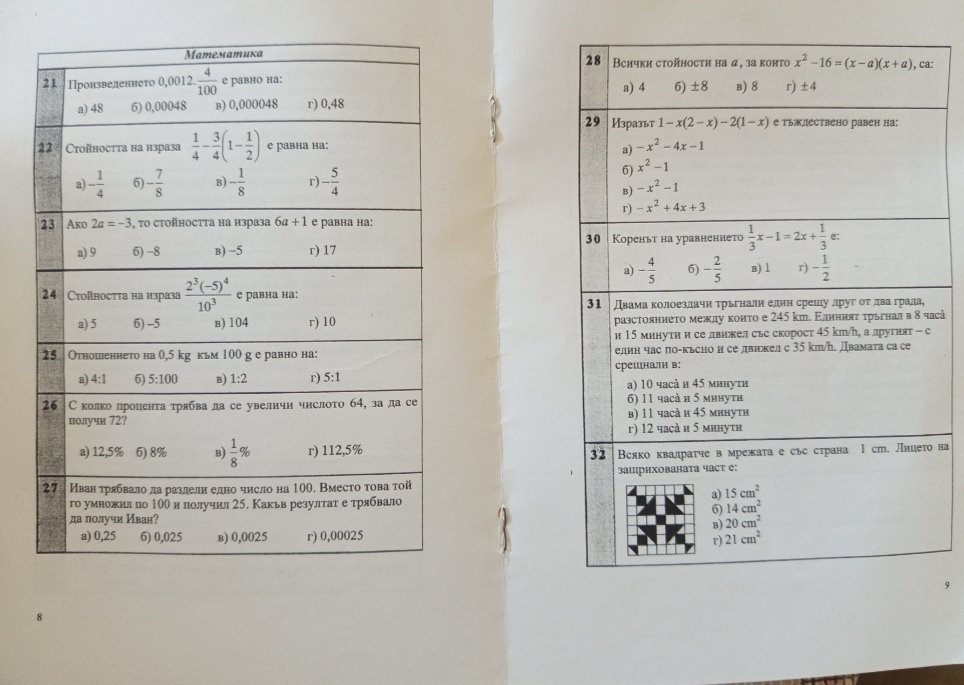 Математика
21 Произведението 0,0012.4/100 е равно на:
а) 48 б) 0,00048 в) 0,000048 г) 0,48
22 Стойността на израза 1/4 − 3/4(1 − 1/2) е равна на:
а) −1/4 б) −7/8 в) −1/8 г) −5/4
23 Ако 2a = −3, то стойността на израза 6a + 1 е равна на:
а) 9 б) −8 в) −5 г) 17
24 Стойността на израза 2³(−5)⁴/10³ е равна на:
а) 5 б) −5 в) 104 г) 10
25 Отношението на 0,5 kg към 100 g е равно на:
а) 4:1 б) 5:100 в) 1:2 г) 5:1
26 С колко процента трябва да се увеличи числото 64, за да се
получи 72?
а) 12,5% б) 8% в) 1/8% г) 112,5%
27 Иван трябвало да раздели едно число на 100. Вместо това той
го умножил по 100 и получил 25. Какъв резултат е трябвало
да получи Иван?
а) 0,25 б) 0,025 в) 0,0025 г) 0,00025
8
28 Всички стойности на a, за които x² − 16 = (x − a)(x + a), са:
а) 4 б) ±8 в) 8 г) ±4
29 Изразът 1 − x(2 − x) − 2(1 − x) е тъждествено равен на:
а) −x² − 4x − 1
б) x² − 1
в) −x² − 1
г) −x² + 4x + 3
30 Коренът на уравнението 1/3x − 1 = 2x + 1/3 е:
а) −4/5 б) −2/5 в) 1 г) −1/2
31 Двама колоездачи тръгнали един срещу друг от два града,
разстоянието между които е 245 km. Единият тръгнал в 8 часà
и 15 минути и се движел със скорост 45 km/h, а другият – с
един час по-късно и се движел с 35 km/h. Двамата са се
срещнали в:
а) 10 часà и 45 минути
б) 11 часà и 5 минути
в) 11 часà и 45 минути
г) 12 часà и 5 минути
32 Всяко квадратче в мрежата е със страна 1 cm. Лицето на
защрихованата част е:
а) 15 cm²
б) 14 cm²
в) 20 cm²
г) 21 cm²
9